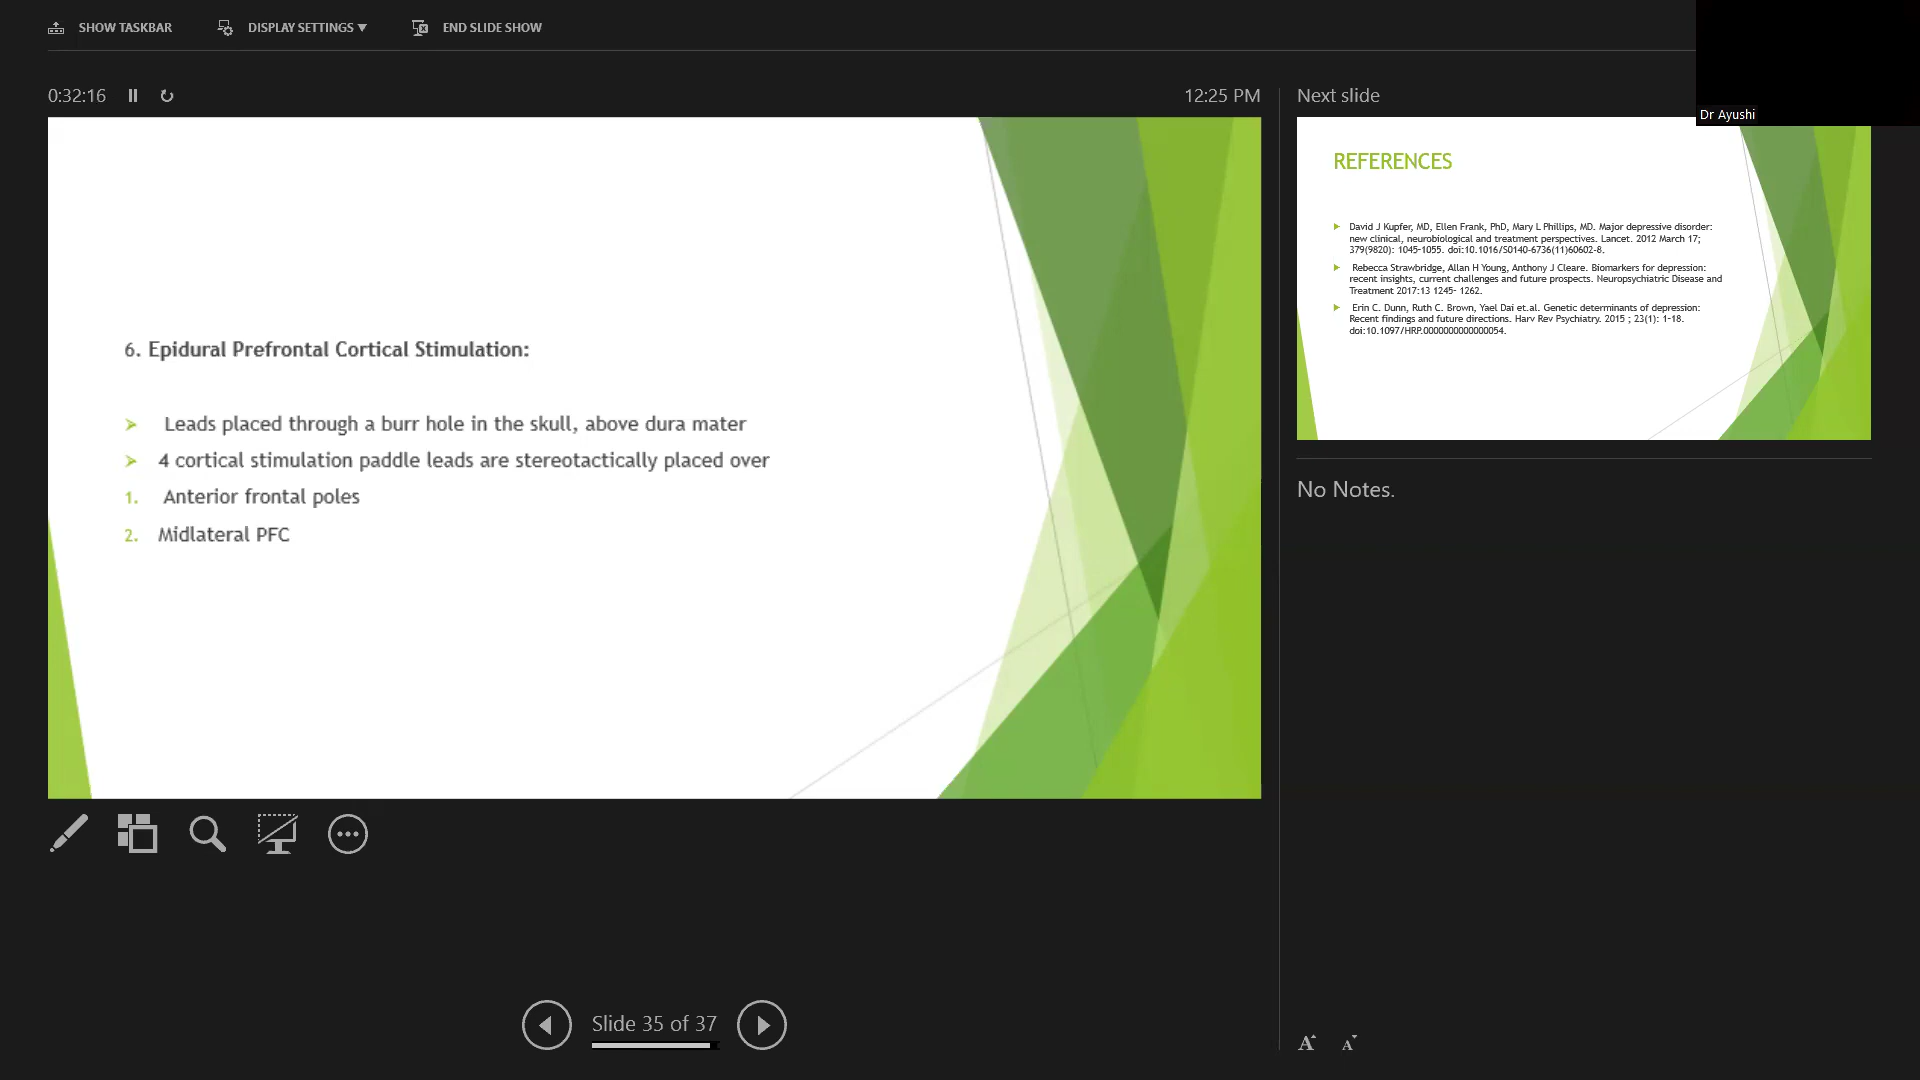 SHOW TASKBAR
DISPLAY SETTINGS
END SLIDE SHOW
0:32:16
12:25 PM
Next slide
Dr Ayushi
6. Epidural Prefrontal Cortical Stimulation:
Leads placed through a burr hole in the skull, above dura mater
4 cortical stimulation paddle leads are stereotactically placed over
1. Anterior frontal poles
2. Midlateral PFC
REFERENCES
David J Kupfer, MD, Ellen Frank, PhD, Mary L Phillips, MD. Major depressive disorder:
new clinical, neurobiological and treatment perspectives. Lancet. 2012 March 17;
379(9820): 1045-1055. doi:10.1016/S0140-6736(11)60602-8.
Rebecca Strawbridge, Allan H Young, Anthony J Cleare. Biomarkers for depression:
recent insights, current challenges and future prospects. Neuropsychiatric Disease and
Treatment 2017:13 1245- 1262.
Erin C. Dunn, Ruth C. Brown, Yael Dai et.al. Genetic determinants of depression:
Recent findings and future directions. Harv Rev Psychiatry. 2015 ; 23(1): 1-18.
doi:10.1097/HRP.0000000000000054.
No Notes.
Slide 35 of 37
A A